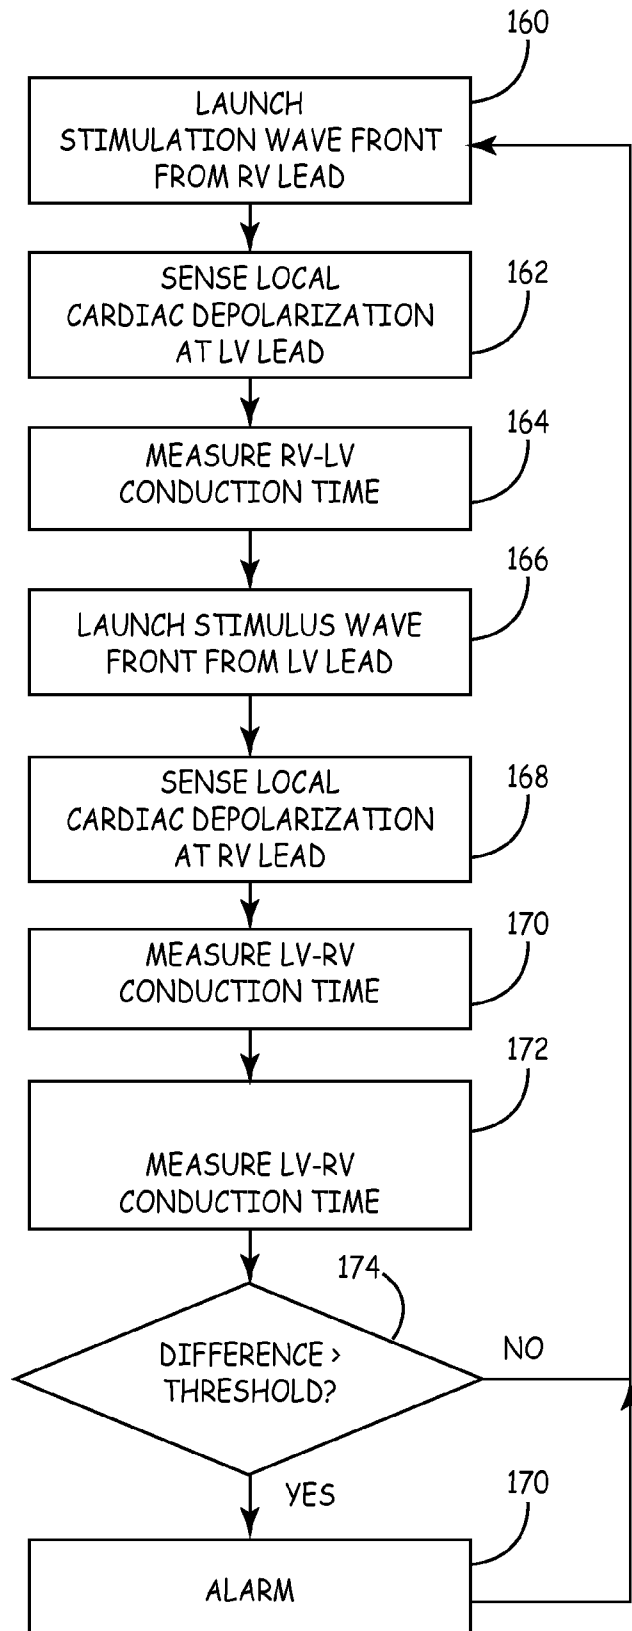 160
LAUNCH
STIMULATION WAVE FRONT
FROM RV LEAD
162
SENSE LOCAL
CARDIAC DEPOLARIZATION
AT LV LEAD
164
MEASURE RV-LV
CONDUCTION TIME
166
LAUNCH STIMULUS WAVE
FRONT FROM LV LEAD
168
SENSE LOCAL
CARDIAC DEPOLARIZATION
AT RV LEAD
170
MEASURE LV-RV
CONDUCTION TIME
172
MEASURE LV-RV
CONDUCTION TIME
174
DIFFERENCE >
THRESHOLD?
NO
YES
170
ALARM